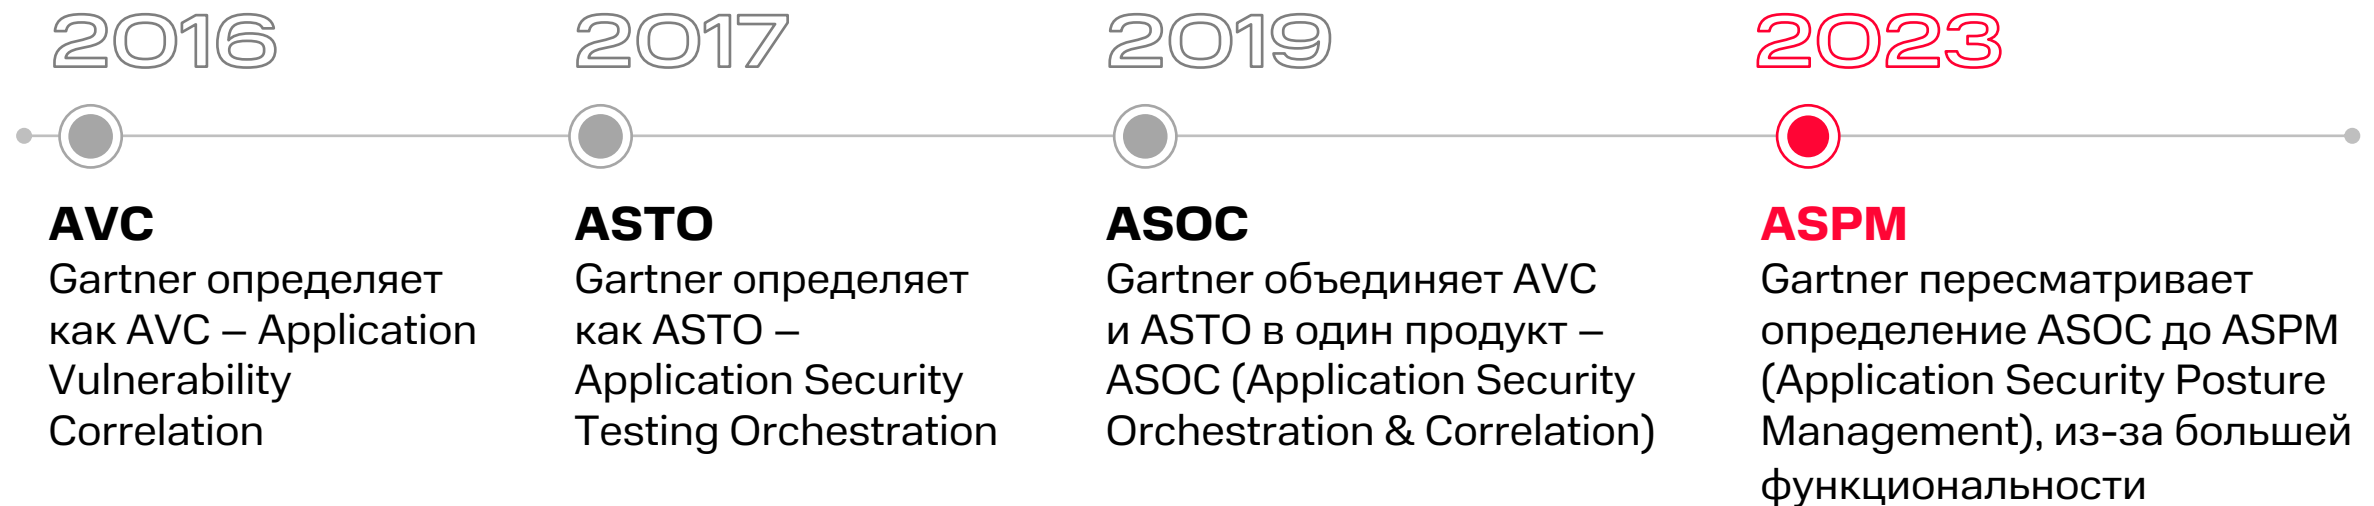 2016
AVC
Gartner определяет
как AVC – Application
Vulnerability
Correlation
2017
ASTO
Gartner определяет
как ASTO –
Application Security
Testing Orchestration
2019
ASOC
Gartner объединяет AVC
и ASTO в один продукт –
ASOC (Application Security
Orchestration & Correlation)
2023
ASPM
Gartner пересматривает
определение ASOC до ASPM
(Application Security Posture
Management), из-за большей
функциональности